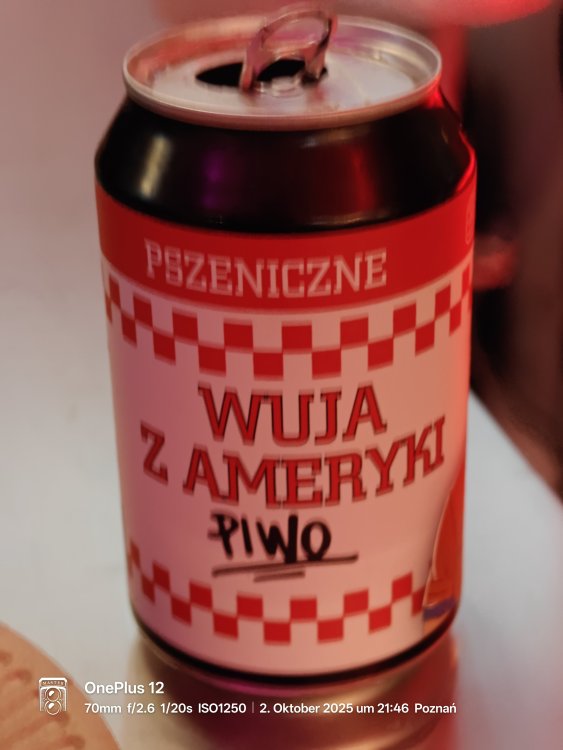 PSZENICZNE
WUJA
Z AMERYKI
PIWO
OnePlus 12
70mm f/2.6 1/20s ISO1250 | 2. Oktober 2025 um 21:46 Poznań